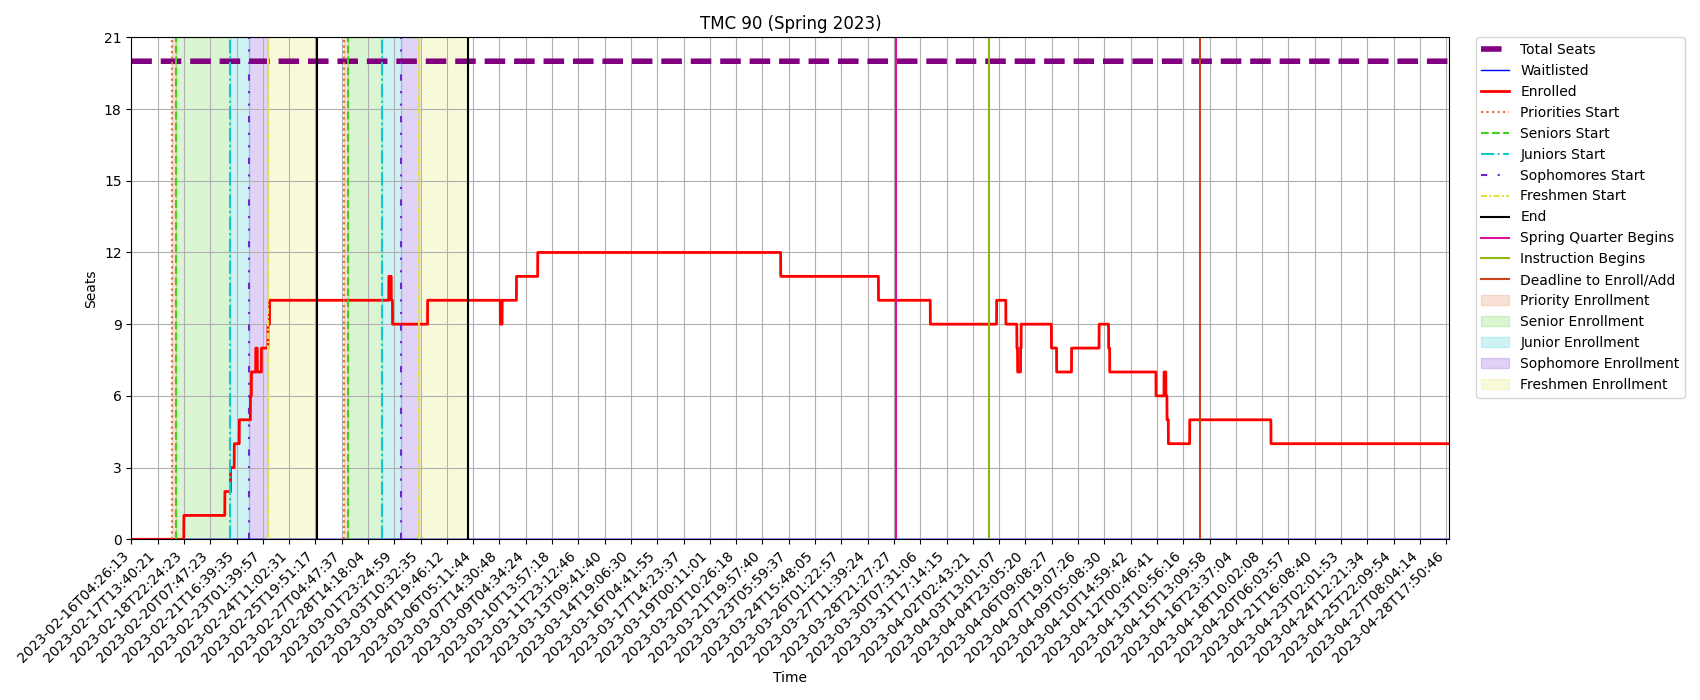 TMC 90 (Spring 2023)
21
18
15
12
9
6
3
0
Seats
2023-02-16T04:26:13
2023-02-17T13:40:21
2023-02-18T22:24:23
2023-02-20T07:47:23
2023-02-21T16:39:35
2023-02-23T01:39:57
2023-02-24T11:02:31
2023-02-25T19:51:17
2023-02-27T04:47:37
2023-02-28T14:18:04
2023-03-01T23:24:59
2023-03-03T10:32:35
2023-03-04T19:46:12
2023-03-06T05:11:44
2023-03-07T14:30:48
2023-03-09T04:34:24
2023-03-10T13:57:18
2023-03-11T23:12:46
2023-03-13T09:41:40
2023-03-14T19:06:30
2023-03-16T04:41:55
2023-03-17T14:23:37
2023-03-19T00:11:01
2023-03-20T10:26:18
2023-03-21T19:57:40
2023-03-23T05:59:37
2023-03-24T15:48:05
2023-03-26T01:22:57
2023-03-27T11:39:24
2023-03-28T21:27:27
2023-03-30T07:31:06
2023-03-31T17:14:15
2023-04-02T02:43:21
2023-04-03T13:01:07
2023-04-04T23:05:20
2023-04-06T09:08:27
2023-04-07T19:07:26
2023-04-09T05:08:30
2023-04-10T14:59:42
2023-04-12T00:46:41
2023-04-13T10:56:16
2023-04-15T13:09:58
2023-04-16T23:37:04
2023-04-18T10:02:08
2023-04-20T06:03:57
2023-04-21T16:08:40
2023-04-23T02:01:53
2023-04-24T12:21:34
2023-04-25T22:09:54
2023-04-27T08:04:14
2023-04-28T17:50:46
Time
Total Seats
Waitlisted
Enrolled
Priorities Start
Seniors Start
Juniors Start
Sophomores Start
Freshmen Start
End
Spring Quarter Begins
Instruction Begins
Deadline to Enroll/Add
Priority Enrollment
Senior Enrollment
Junior Enrollment
Sophomore Enrollment
Freshmen Enrollment